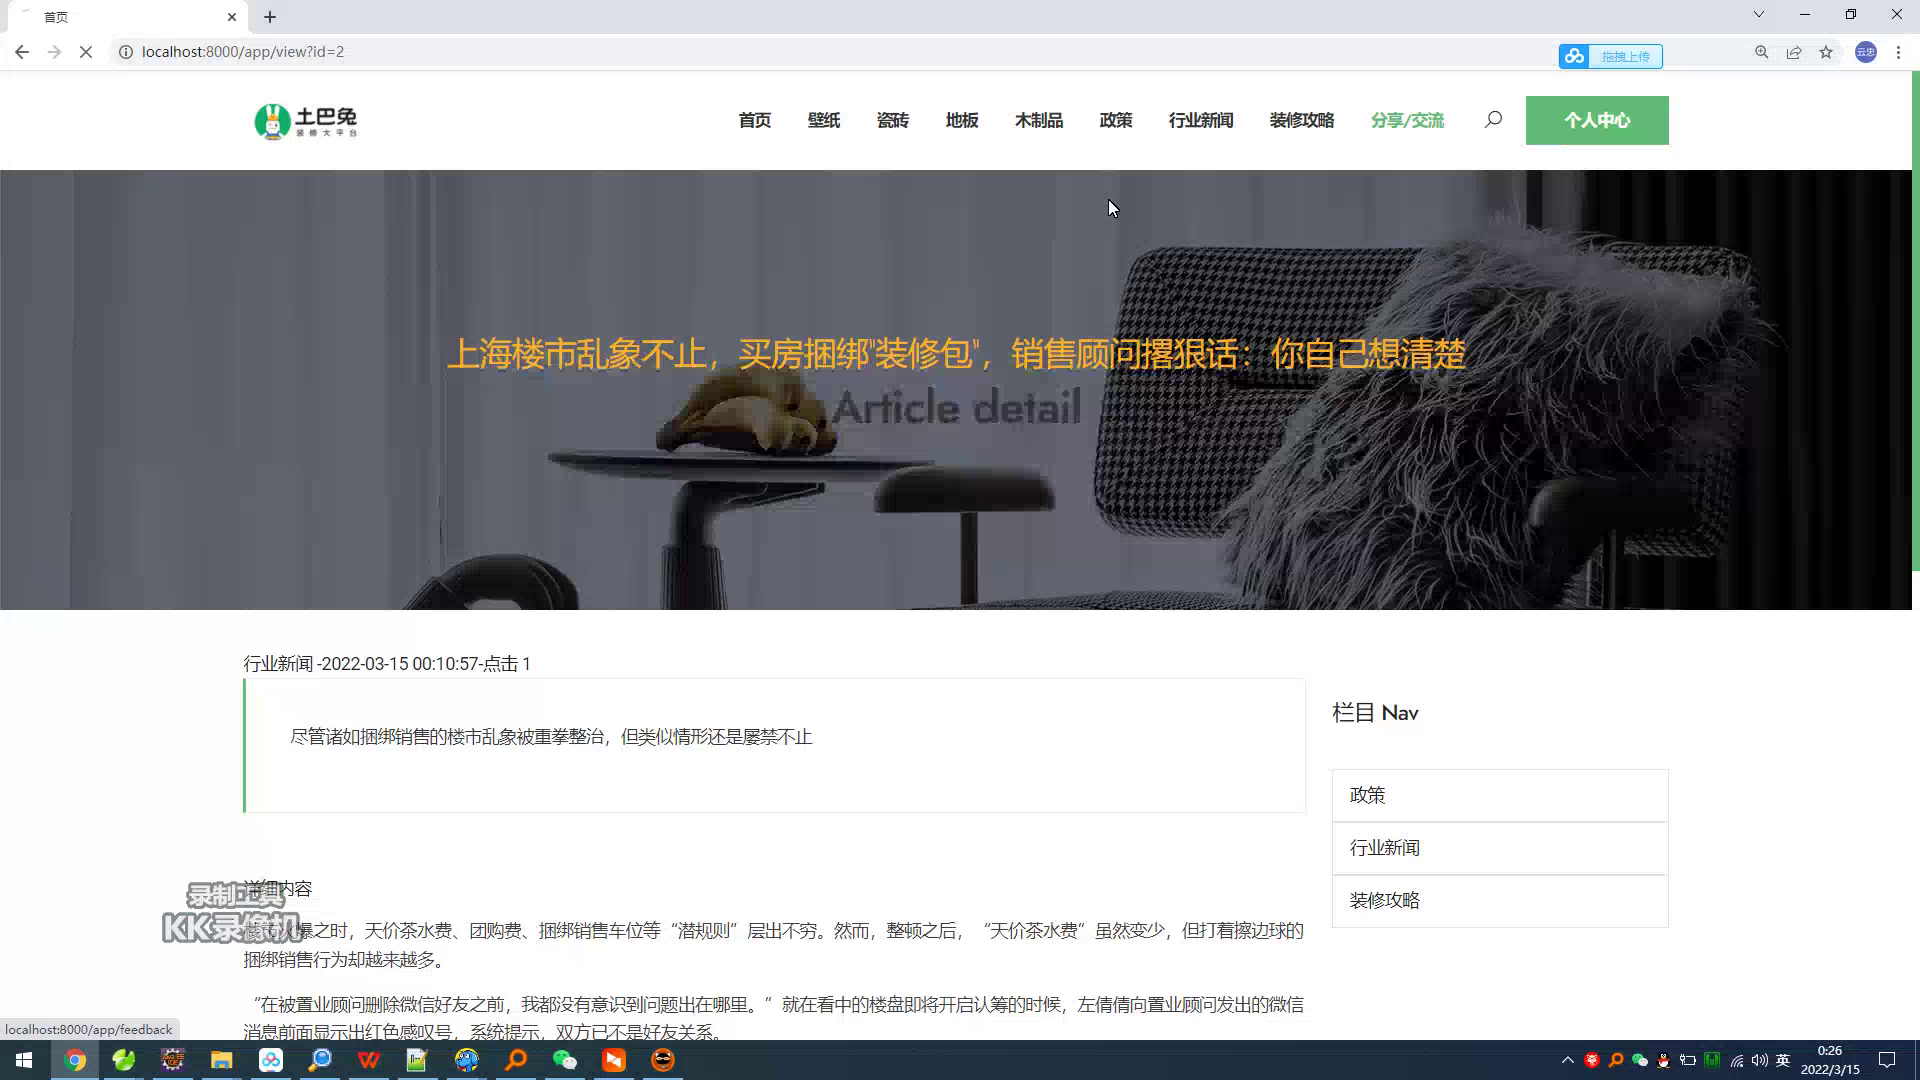 首页
localhost:8000/app/view?id=2
拖拽上传
云忠
土巴兔
装修大平台
首页 壁纸 瓷砖 地板 木制品 政策 行业新闻 装修攻略 分享/交流 个人中心
上海楼市乱象不止，买房捆绑"装修包"，销售顾问撂狠话：你自己想清楚
Article detail
行业新闻 -2022-03-15 00:10:57-点击 1
尽管诸如捆绑销售的楼市乱象被重拳整治，但类似情形还是屡禁不止
栏目 Nav
政策
行业新闻
装修攻略
详细内容
录制工具
KK录像机
火爆之时，天价茶水费、团购费、捆绑销售车位等“潜规则”层出不穷。然而，整顿之后，“天价茶水费”虽然变少，但打着擦边球的
捆绑销售行为却越来越多。
“在被置业顾问删除微信好友之前，我都没有意识到问题出在哪里。”就在看中的楼盘即将开启认筹的时候，左倩倩向置业顾问发出的微信
消息前面显示出红色感叹号，系统提示，双方已不是好友关系。
localhost:8000/app/feedback
英
0:26
2022/3/15